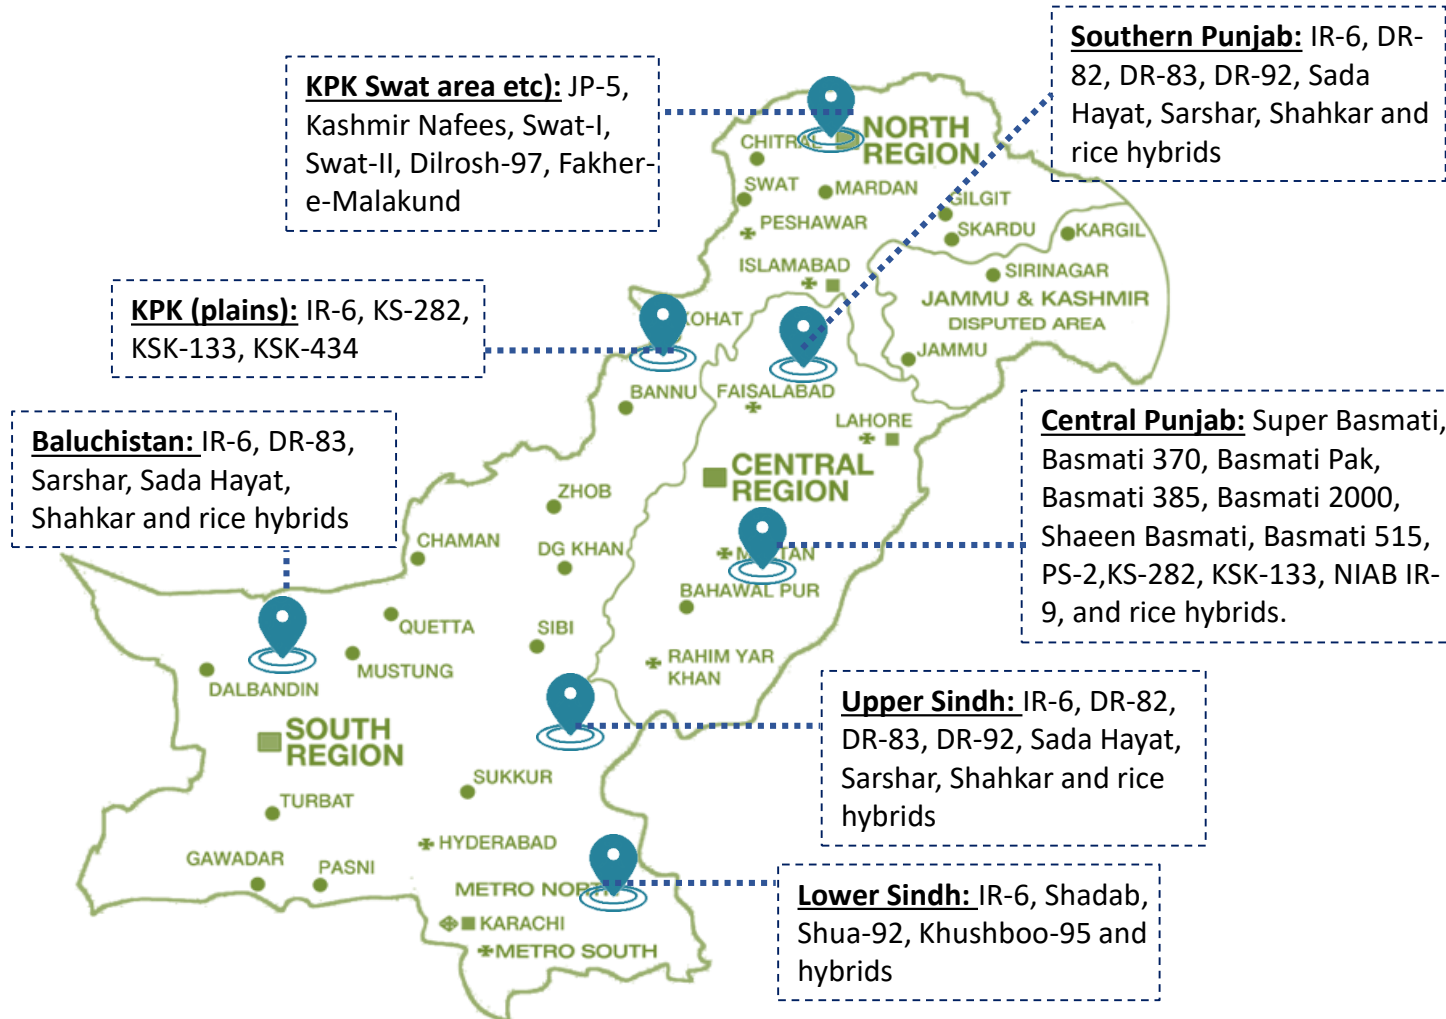 Southern Punjab: IR-6, DR-
82, DR-83, DR-92, Sada
Hayat, Sarshar, Shahkar and
rice hybrids
KPK Swat area etc): JP-5,
Kashmir Nafees, Swat-I,
Swat-II, Dilrosh-97, Fakher-
e-Malakund
NORTH
REGION
CHITRAL
SWAT
MARDAN
GILGIT
PESHAWAR
SKARDU
KARGIL
ISLAMABAD
SIRINAGAR
JAMMU & KASHMIR
DISPUTED AREA
JAMMU
KPK (plains): IR-6, KS-282,
KSK-133, KSK-434
KOHAT
BANNU
FAISALABAD
LAHORE
Baluchistan: IR-6, DR-83,
Sarshar, Sada Hayat,
Shahkar and rice hybrids
Central Punjab: Super Basmati,
Basmati 370, Basmati Pak,
Basmati 385, Basmati 2000,
Shaeen Basmati, Basmati 515,
PS-2,KS-282, KSK-133, NIAB IR-
9, and rice hybrids.
CENTRAL
REGION
ZHOB
CHAMAN
DG KHAN
BAHAWAL PUR
QUETTA
SIBI
MUSTUNG
RAHIM YAR
KHAN
DALBANDIN
SOUTH
REGION
Upper Sindh: IR-6, DR-82,
DR-83, DR-92, Sada Hayat,
Sarshar, Shahkar and rice
hybrids
SUKKUR
TURBAT
HYDERABAD
GAWADAR
PASNI
METRO NORTH
KARACHI
METRO SOUTH
Lower Sindh: IR-6, Shadab,
Shua-92, Khushboo-95 and
hybrids